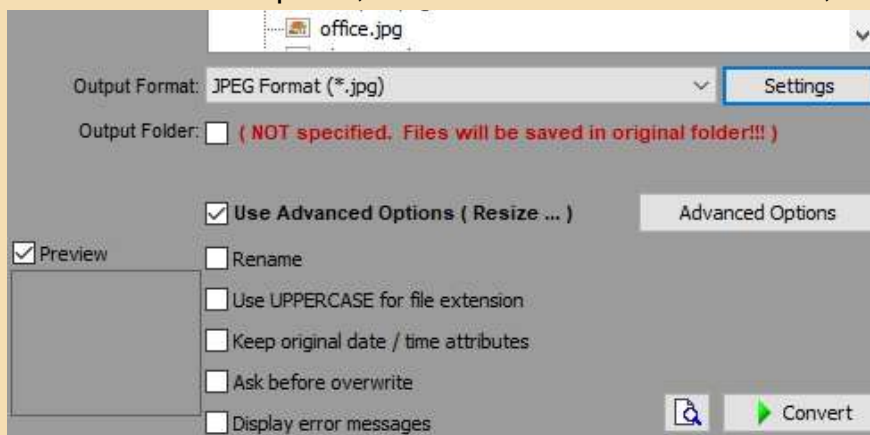 office.jpg
Output Format: JPEG Format (*.jpg) Settings
Output Folder: ( NOT specified. Files will be saved in original folder!!! )
Use Advanced Options ( Resize ... ) Advanced Options
Preview
Rename
Use UPPERCASE for file extension
Keep original date / time attributes
Ask before overwrite
Display error messages
Convert